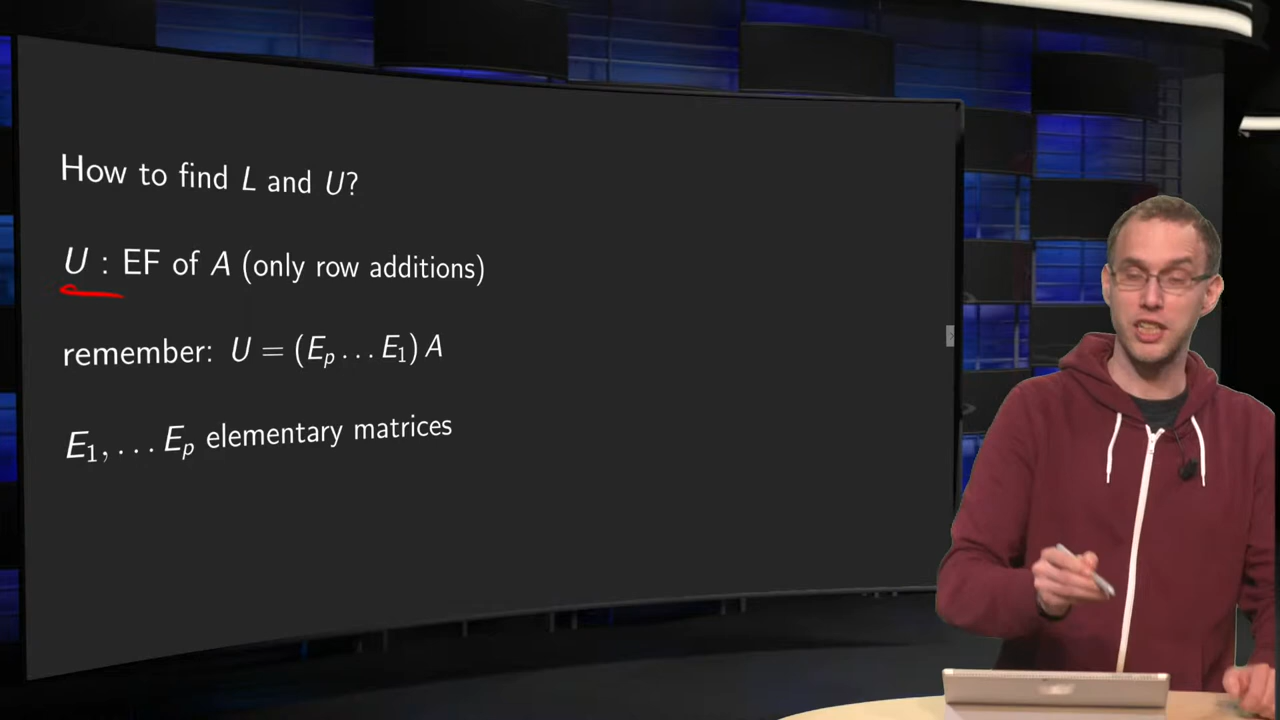 How to find L and U?
U : EF of A (only row additions)
remember: U = (Eₚ … E₁) A
E₁, … Eₚ elementary matrices